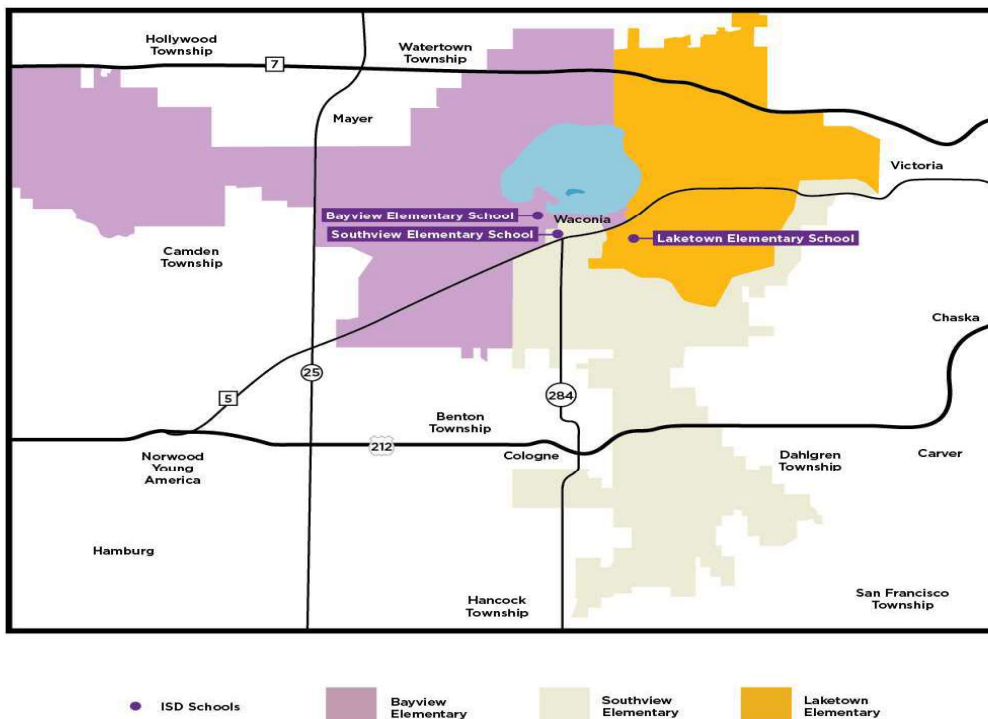 Hollywood
Township
Watertown
Township
7
Mayer
Victoria
Bayview Elementary School
Waconia
Southview Elementary School
Laketown Elementary School
Camden
Township
Chaska
25
5
284
Benton
Township
212
Cologne
Norwood
Young
America
Dahlgren
Township
Carver
Hamburg
Hancock
Township
San Francisco
Township
ISD Schools
Bayview
Elementary
Southview
Elementary
Laketown
Elementary